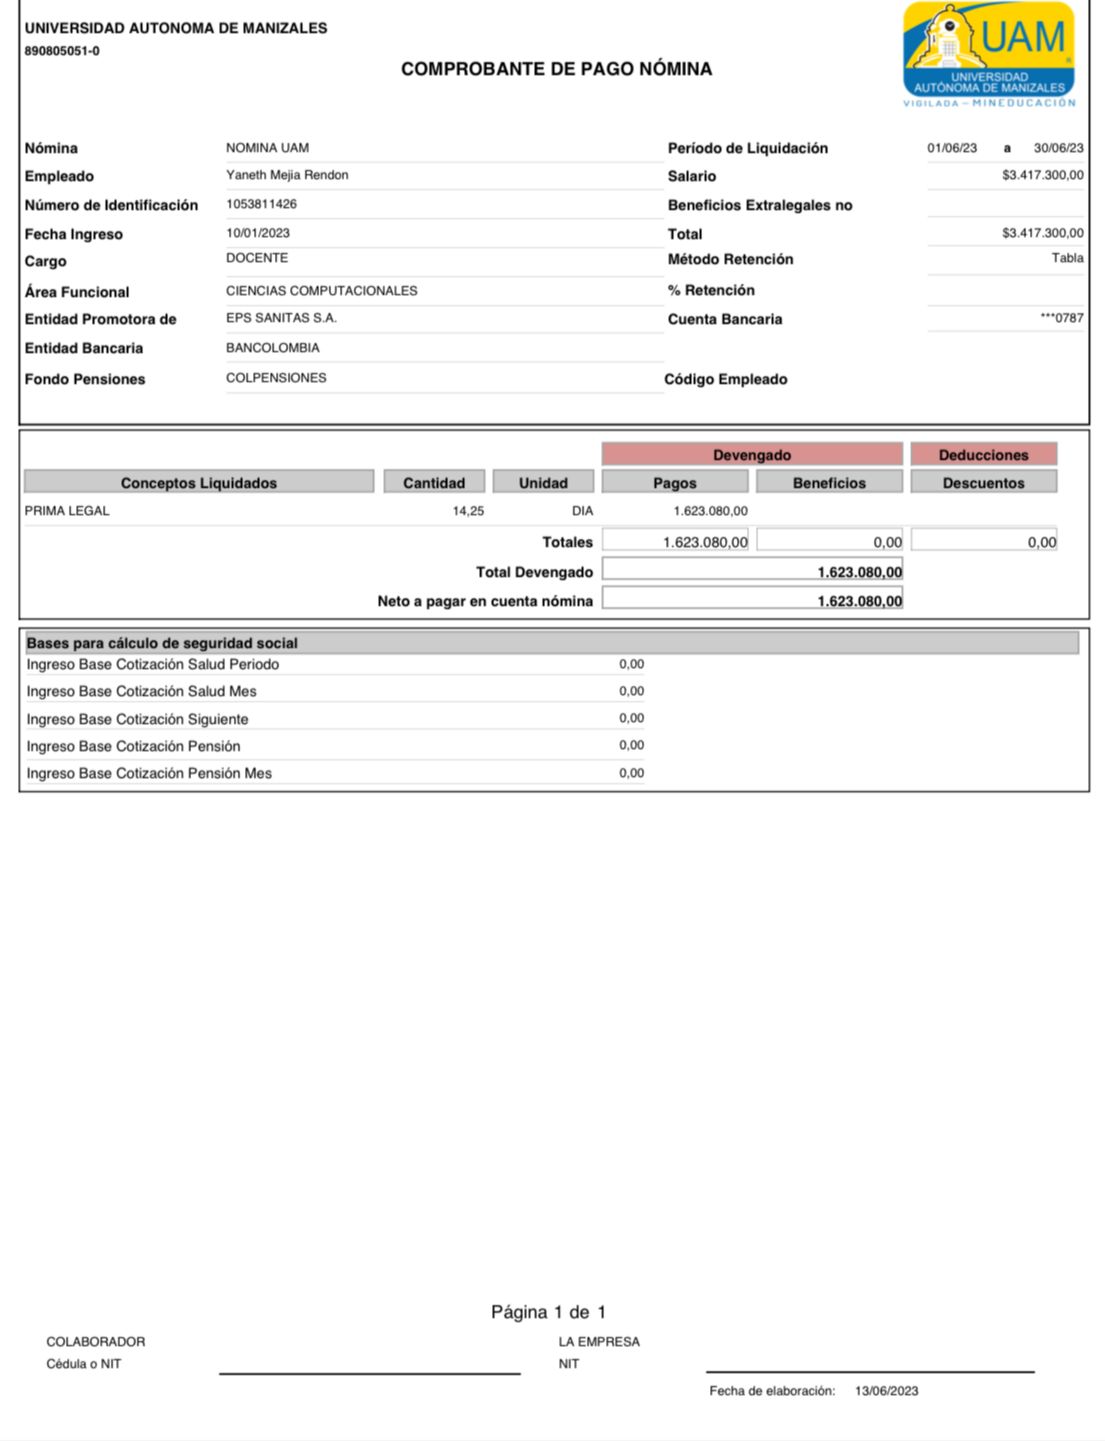 UNIVERSIDAD AUTONOMA DE MANIZALES
890805051-0
COMPROBANTE DE PAGO NÓMINA
UAM
UNIVERSIDAD
AUTÓNOMA DE MANIZALES
VIGILADA – MINEDUCACIÓN
Nómina NOMINA UAM Período de Liquidación 01/06/23 a 30/06/23
Empleado Yaneth Mejia Rendon Salario $3.417.300,00
Número de Identificación 1053811426 Beneficios Extralegales no
Fecha Ingreso 10/01/2023 Total $3.417.300,00
Cargo DOCENTE Método Retención Tabla
Área Funcional CIENCIAS COMPUTACIONALES % Retención
Entidad Promotora de EPS SANITAS S.A. Cuenta Bancaria ***0787
Entidad Bancaria BANCOLOMBIA
Fondo Pensiones COLPENSIONES Código Empleado
Devengado Deducciones
Conceptos Liquidados Cantidad Unidad Pagos Beneficios Descuentos
PRIMA LEGAL 14,25 DIA 1.623.080,00
Totales 1.623.080,00 0,00 0,00
Total Devengado 1.623.080,00
Neto a pagar en cuenta nómina 1.623.080,00
Bases para cálculo de seguridad social
Ingreso Base Cotización Salud Periodo 0,00
Ingreso Base Cotización Salud Mes 0,00
Ingreso Base Cotización Siguiente 0,00
Ingreso Base Cotización Pensión 0,00
Ingreso Base Cotización Pensión Mes 0,00
Página 1 de 1
COLABORADOR LA EMPRESA
Cédula o NIT NIT
Fecha de elaboración: 13/06/2023